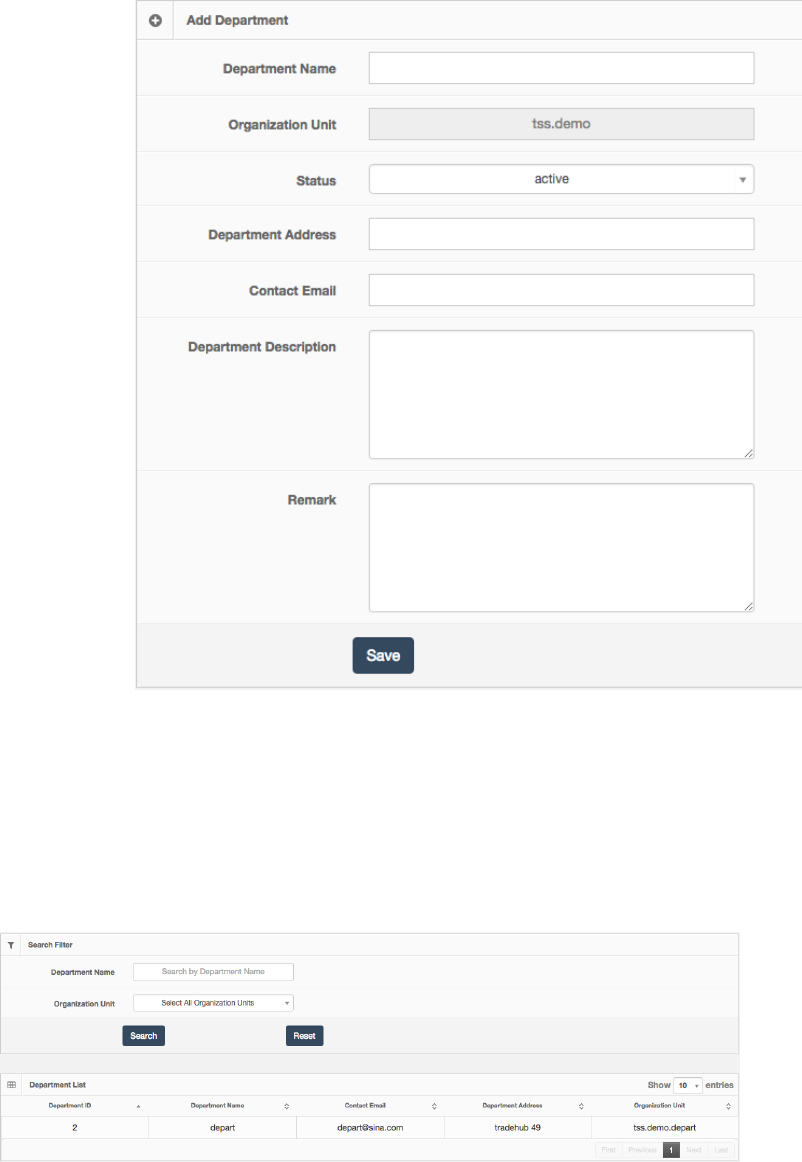 Add Department
Department Name
Organization Unit tss.demo
Status active
Department Address
Contact Email
Department Description
Remark
Save
Search Filter
Department Name Search by Department Name
Organization Unit Select All Organization Units
Search Reset
Department List Show 10 entries
Department ID Department Name Contact Email Department Address Organization Unit
2 depart depart@sina.com tradehub 49 tss.demo.depart
First Previous 1 Next Last